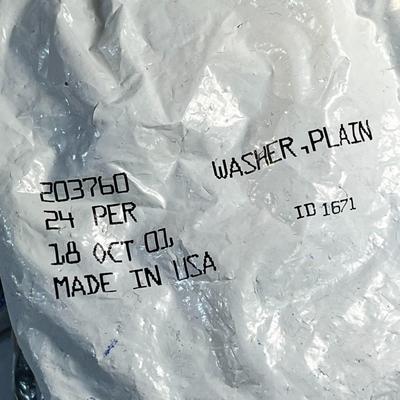 WASHER,PLAIN
203760
24 PER
ID 1671
18 OCT 01
MADE IN USA